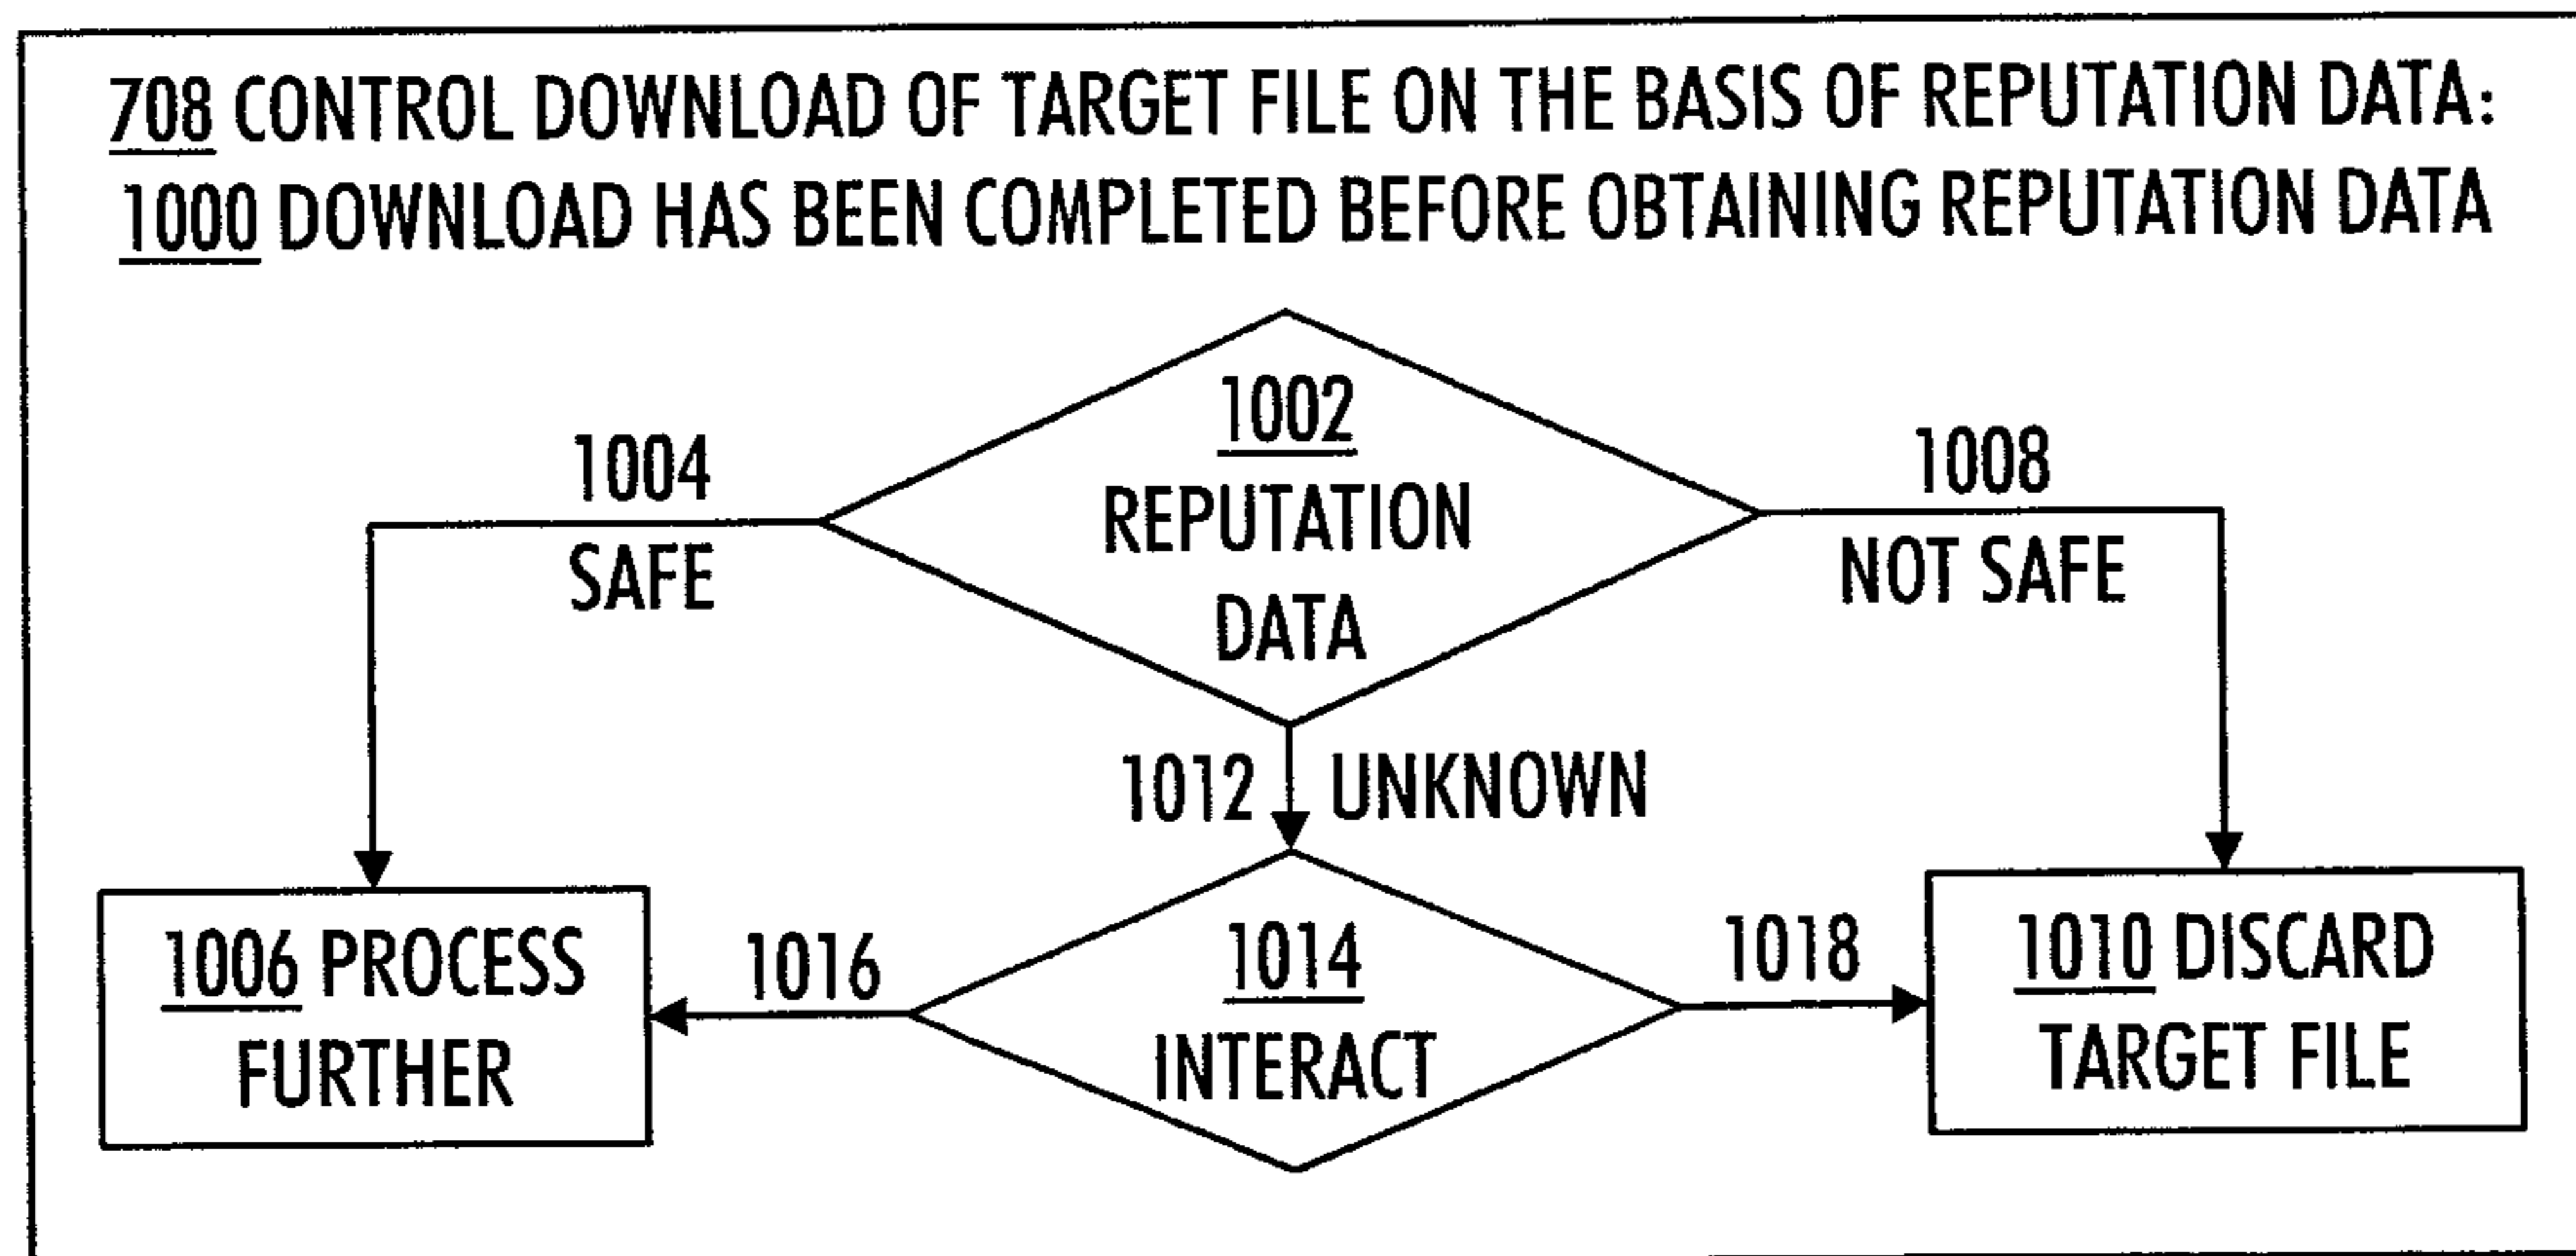 708 CONTROL DOWNLOAD OF TARGET FILE ON THE BASIS OF REPUTATION DATA:
1000 DOWNLOAD HAS BEEN COMPLETED BEFORE OBTAINING REPUTATION DATA
1002
REPUTATION
DATA
1004
SAFE
1008
NOT SAFE
1012 UNKNOWN
1006 PROCESS
FURTHER
1016
1014
INTERACT
1018
1010 DISCARD
TARGET FILE